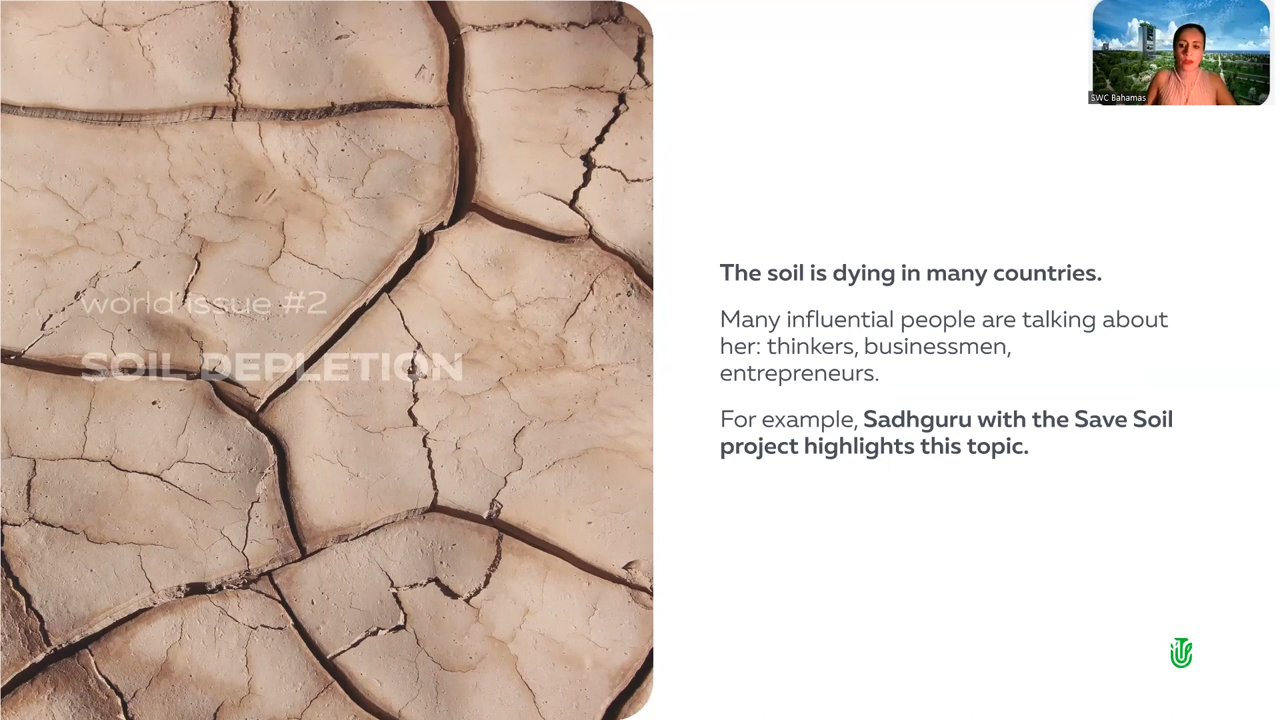 world issue #2
SOIL DEPLETION
The soil is dying in many countries.
Many influential people are talking about
her: thinkers, businessmen,
entrepreneurs.
For example, Sadhguru with the Save Soil
project highlights this topic.
SWC Bahamas